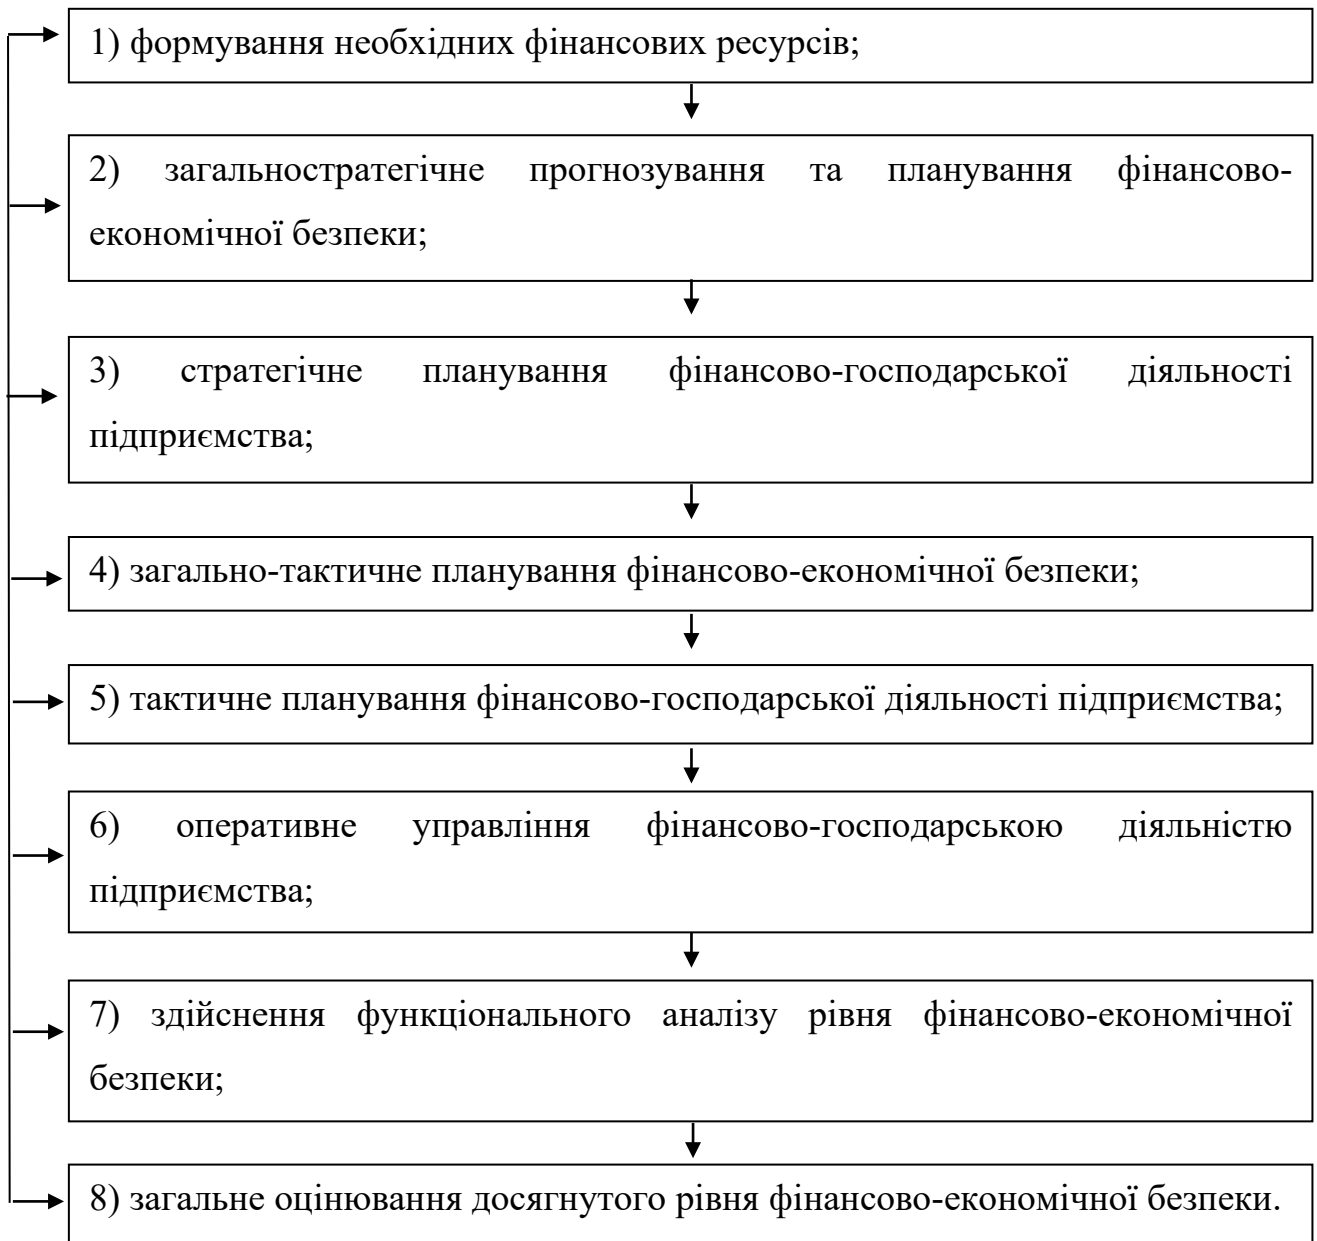 1) формування необхідних фінансових ресурсів;
2) загальностратегічне прогнозування та планування фінансово-
економічної безпеки;
3) стратегічне планування фінансово-господарської діяльності
підприємства;
4) загально-тактичне планування фінансово-економічної безпеки;
5) тактичне планування фінансово-господарської діяльності підприємства;
6) оперативне управління фінансово-господарською діяльністю
підприємства;
7) здійснення функціонального аналізу рівня фінансово-економічної
безпеки;
8) загальне оцінювання досягнутого рівня фінансово-економічної безпеки.